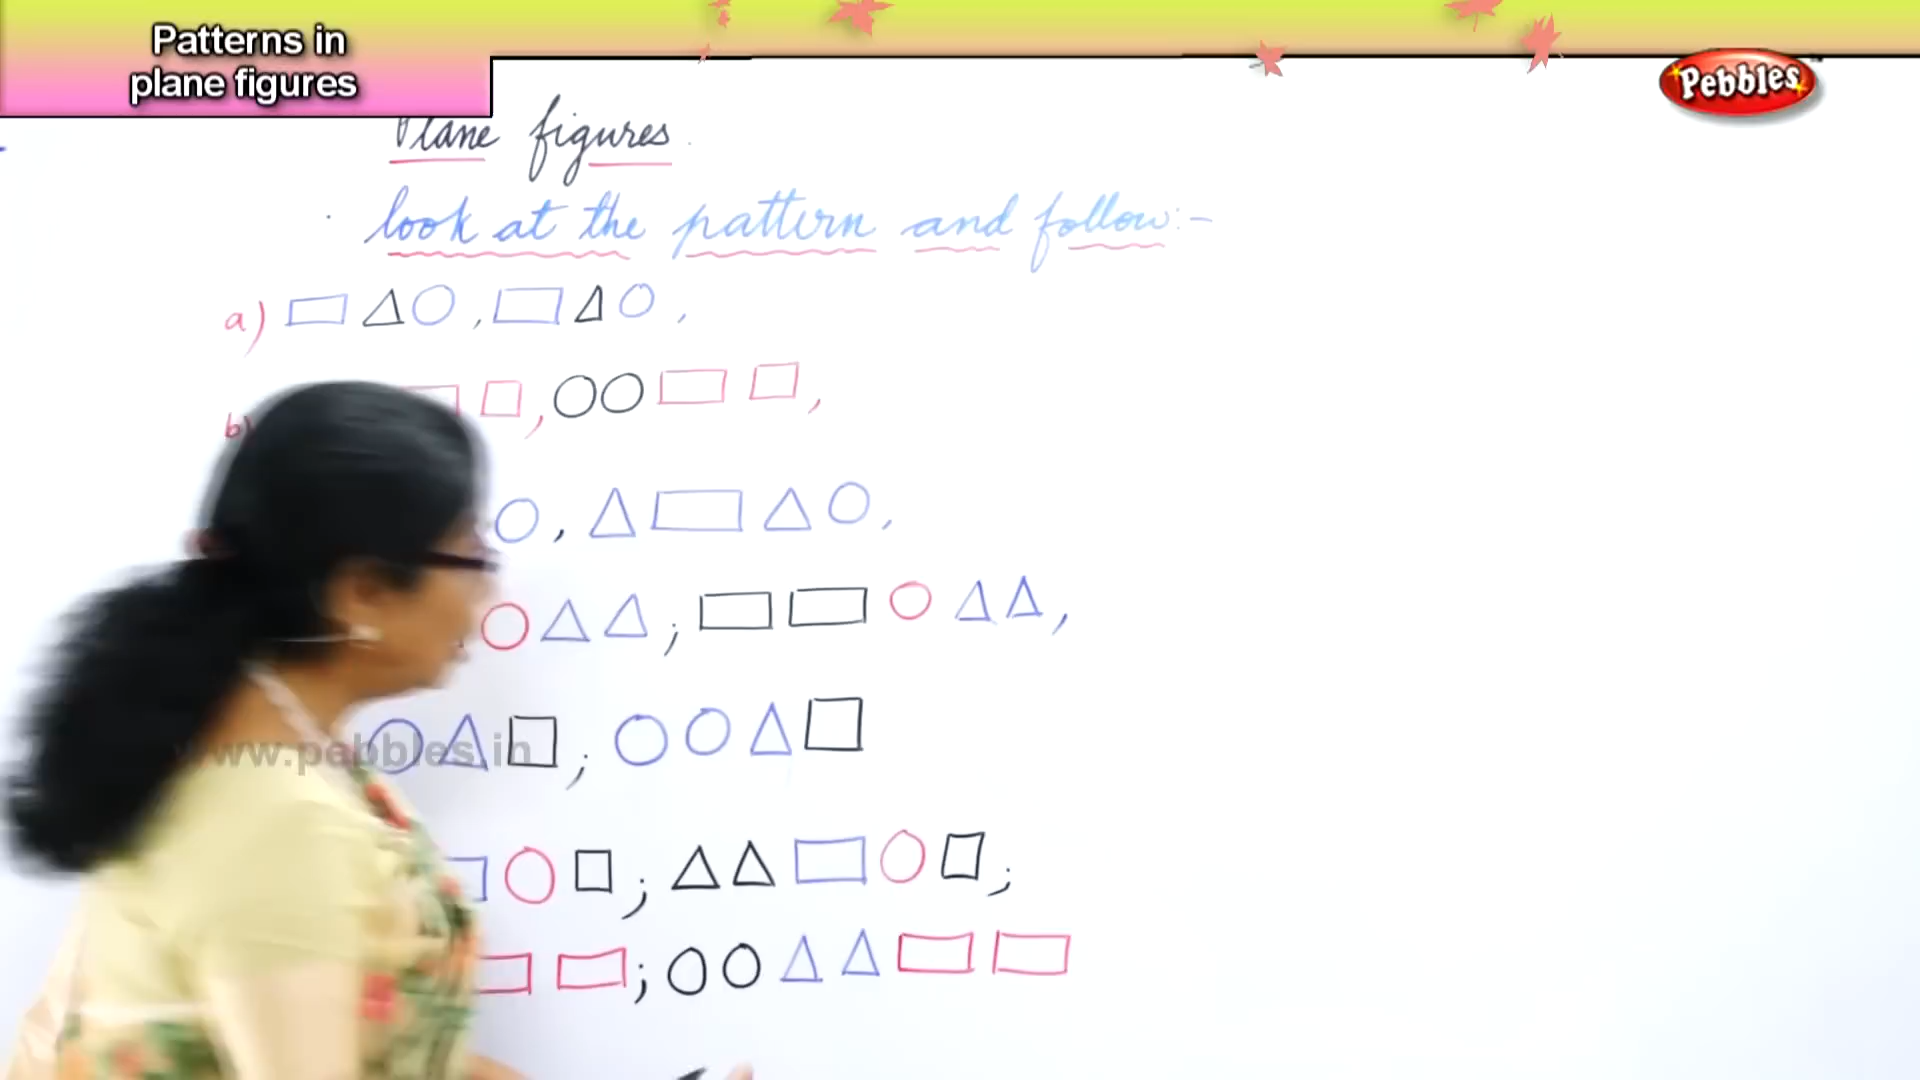 Patterns in
plane figures
Pebbles
Plane figures.
look at the pattern and follow:-
a)
b)
www.pebbles.in